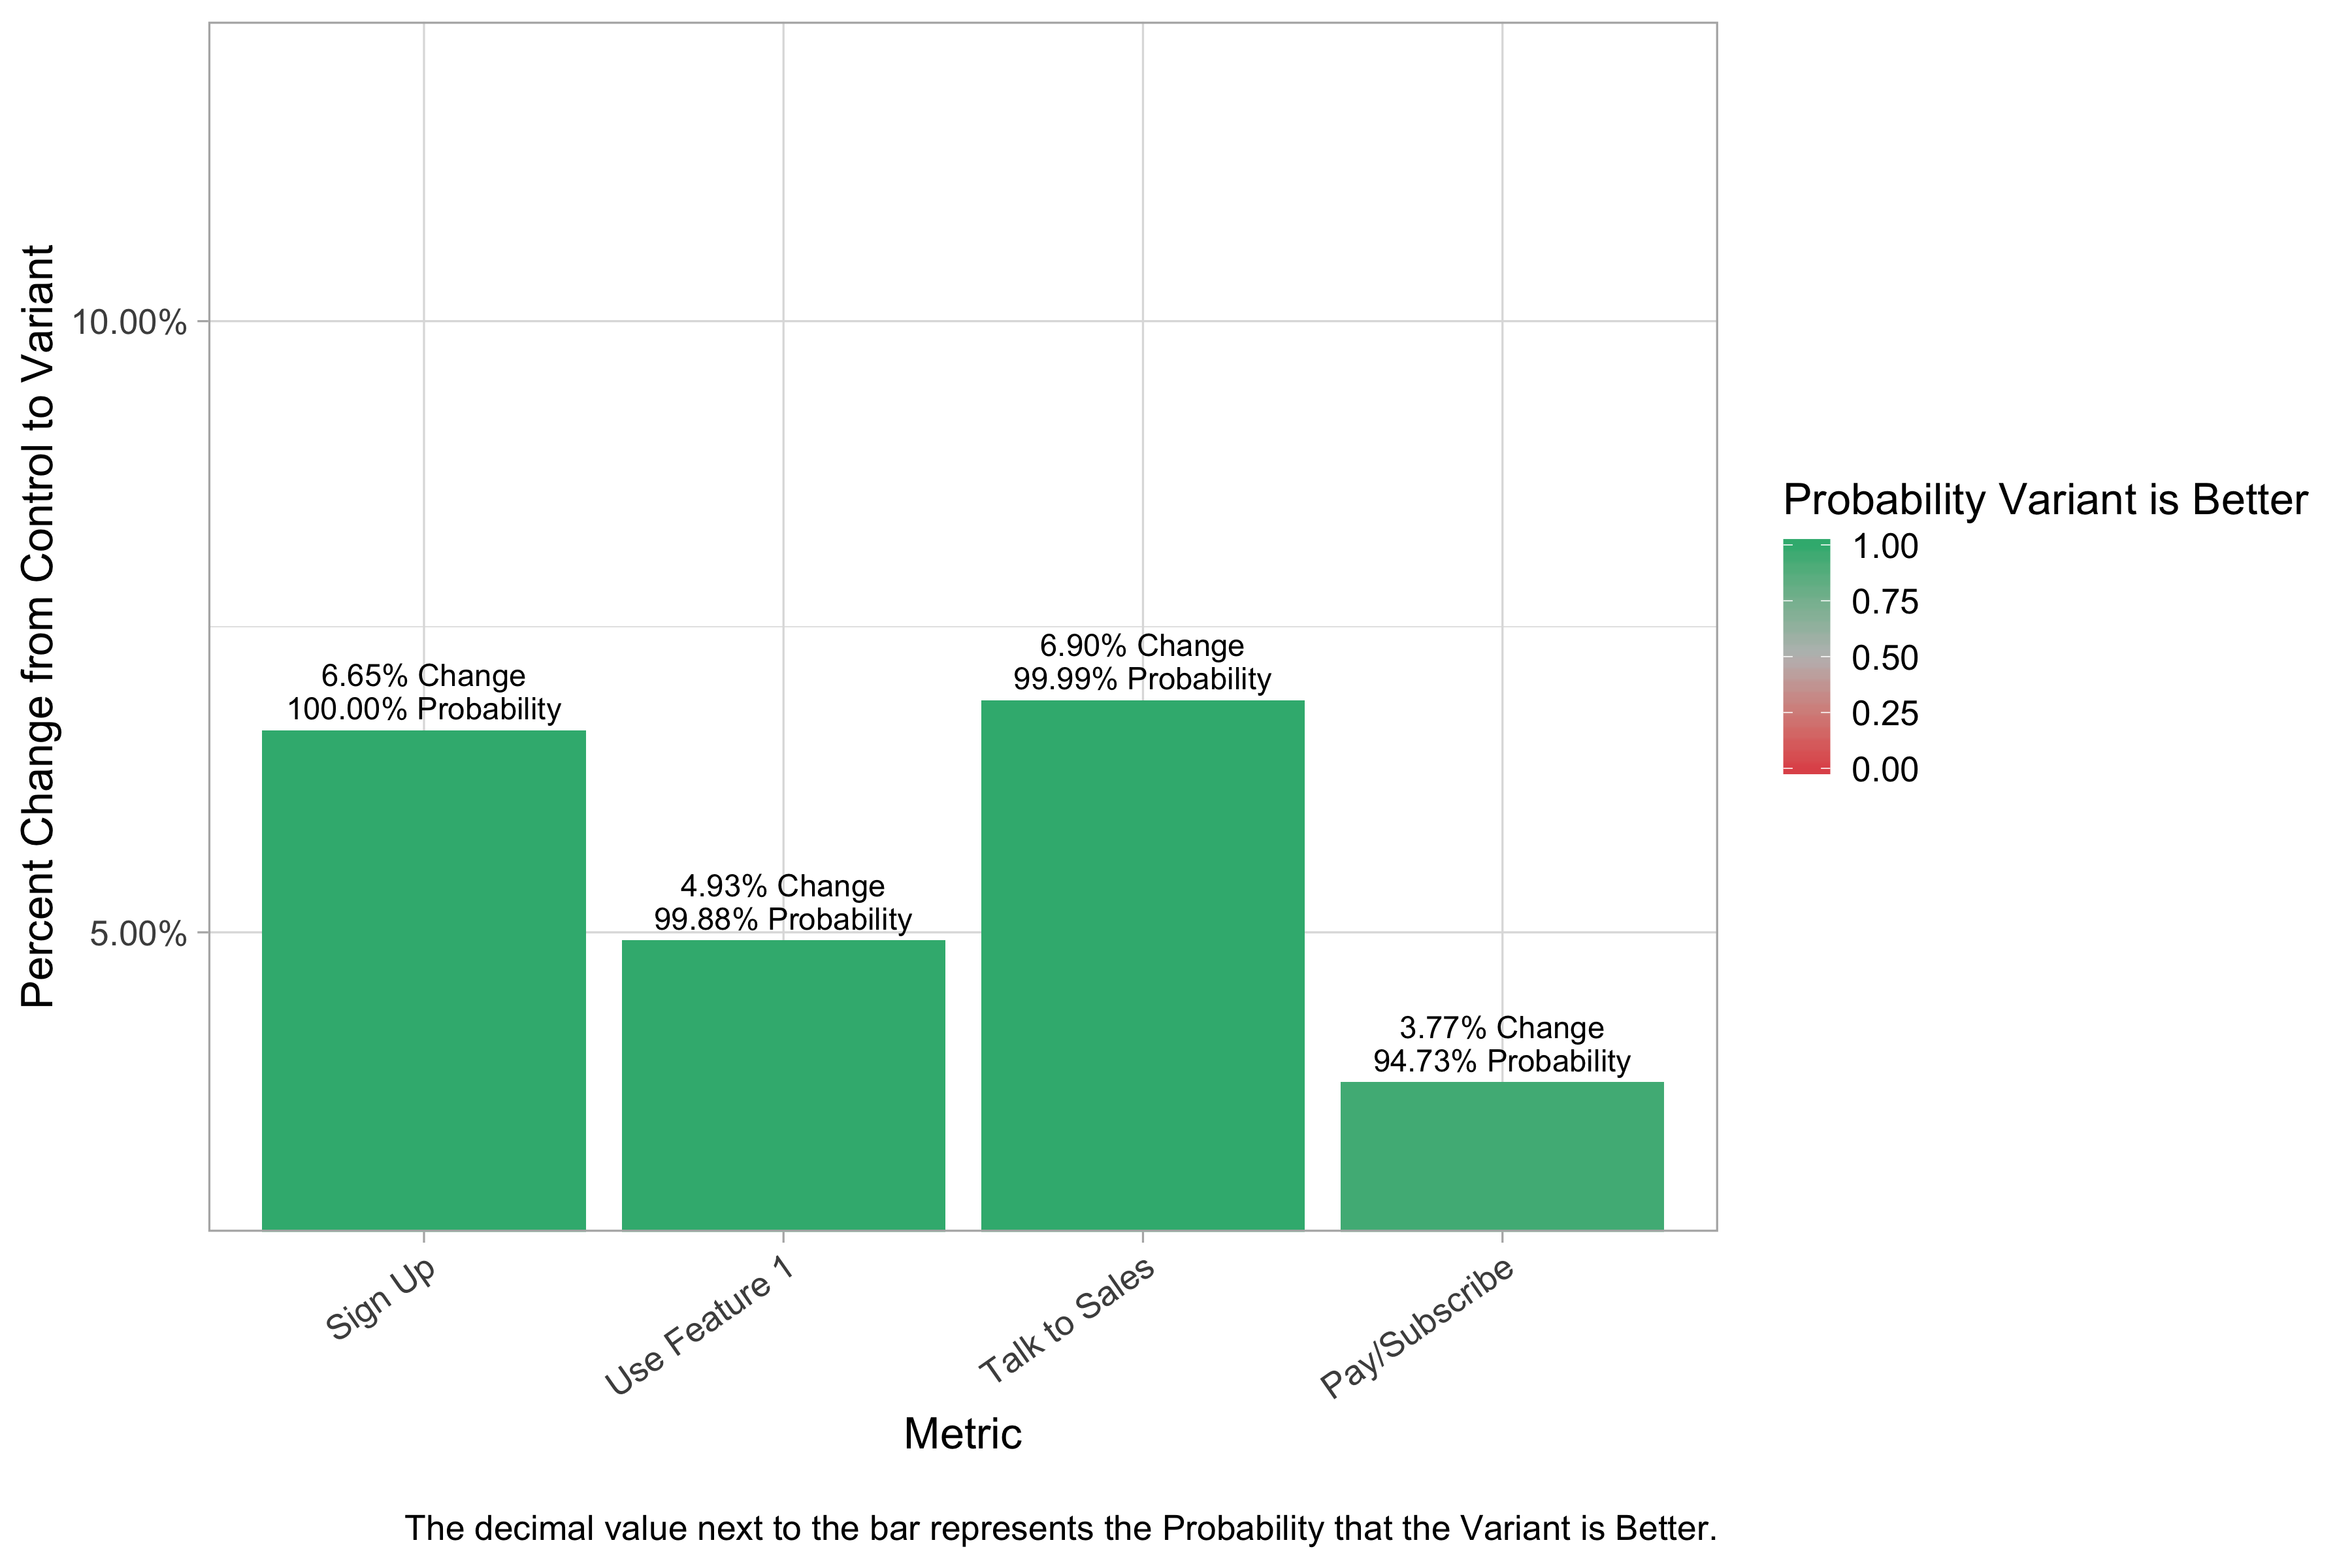 Percent Change from Control to Variant
10.00%
5.00%
6.65% Change
100.00% Probability
4.93% Change
99.88% Probability
6.90% Change
99.99% Probability
3.77% Change
94.73% Probability
Sign Up
Use Feature 1
Talk to Sales
Pay/Subscribe
Metric
Probability Variant is Better
1.00
0.75
0.50
0.25
0.00
The decimal value next to the bar represents the Probability that the Variant is Better.